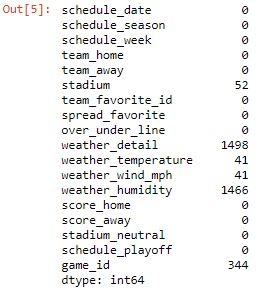 Out[5]: schedule_date 0
schedule_season 0
schedule_week 0
team_home 0
team_away 0
stadium 52
team_favorite_id 0
spread_favorite 0
over_under_line 0
weather_detail 1498
weather_temperature 41
weather_wind_mph 41
weather_humidity 1466
score_home 0
score_away 0
stadium_neutral 0
schedule_playoff 0
game_id 344
dtype: int64